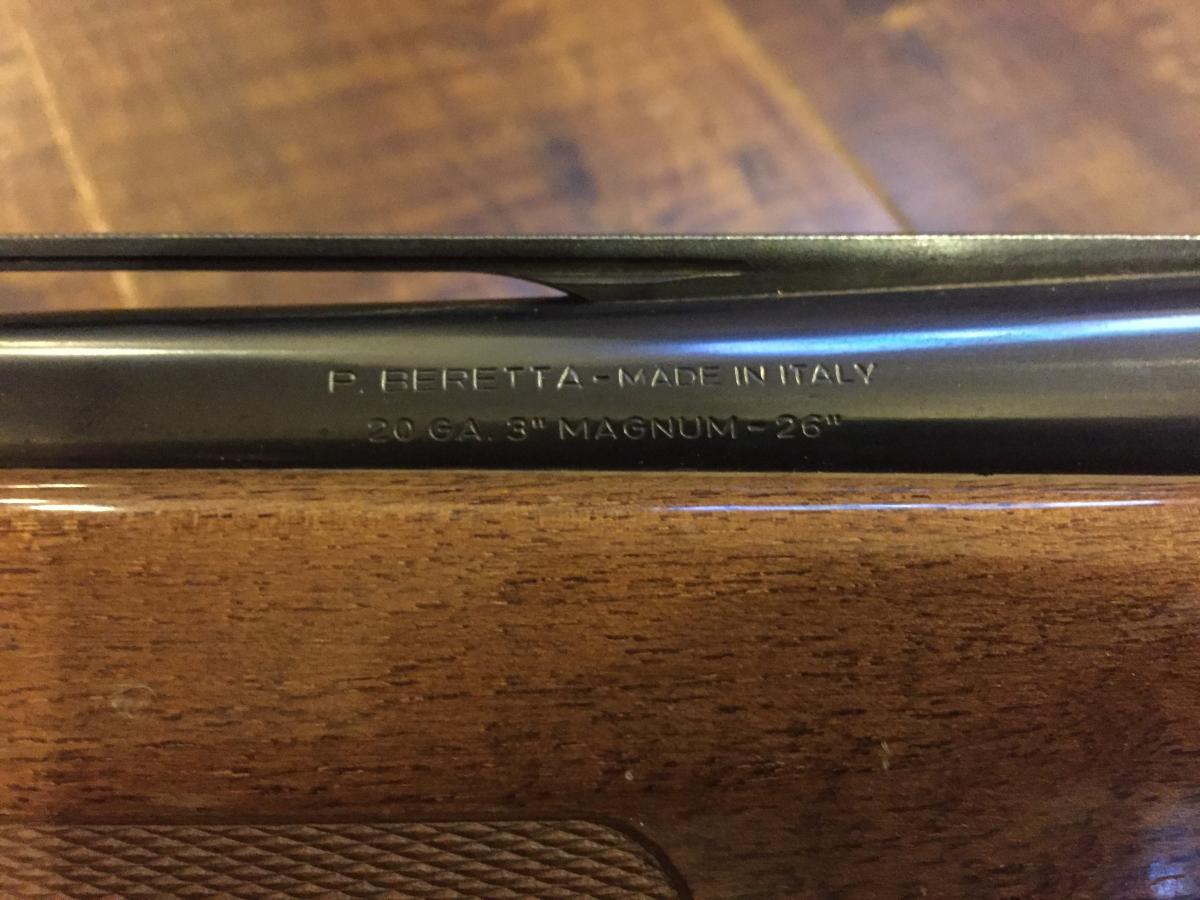 P. BERETTA - MADE IN ITALY
20 GA. 3" MAGNUM - 26"